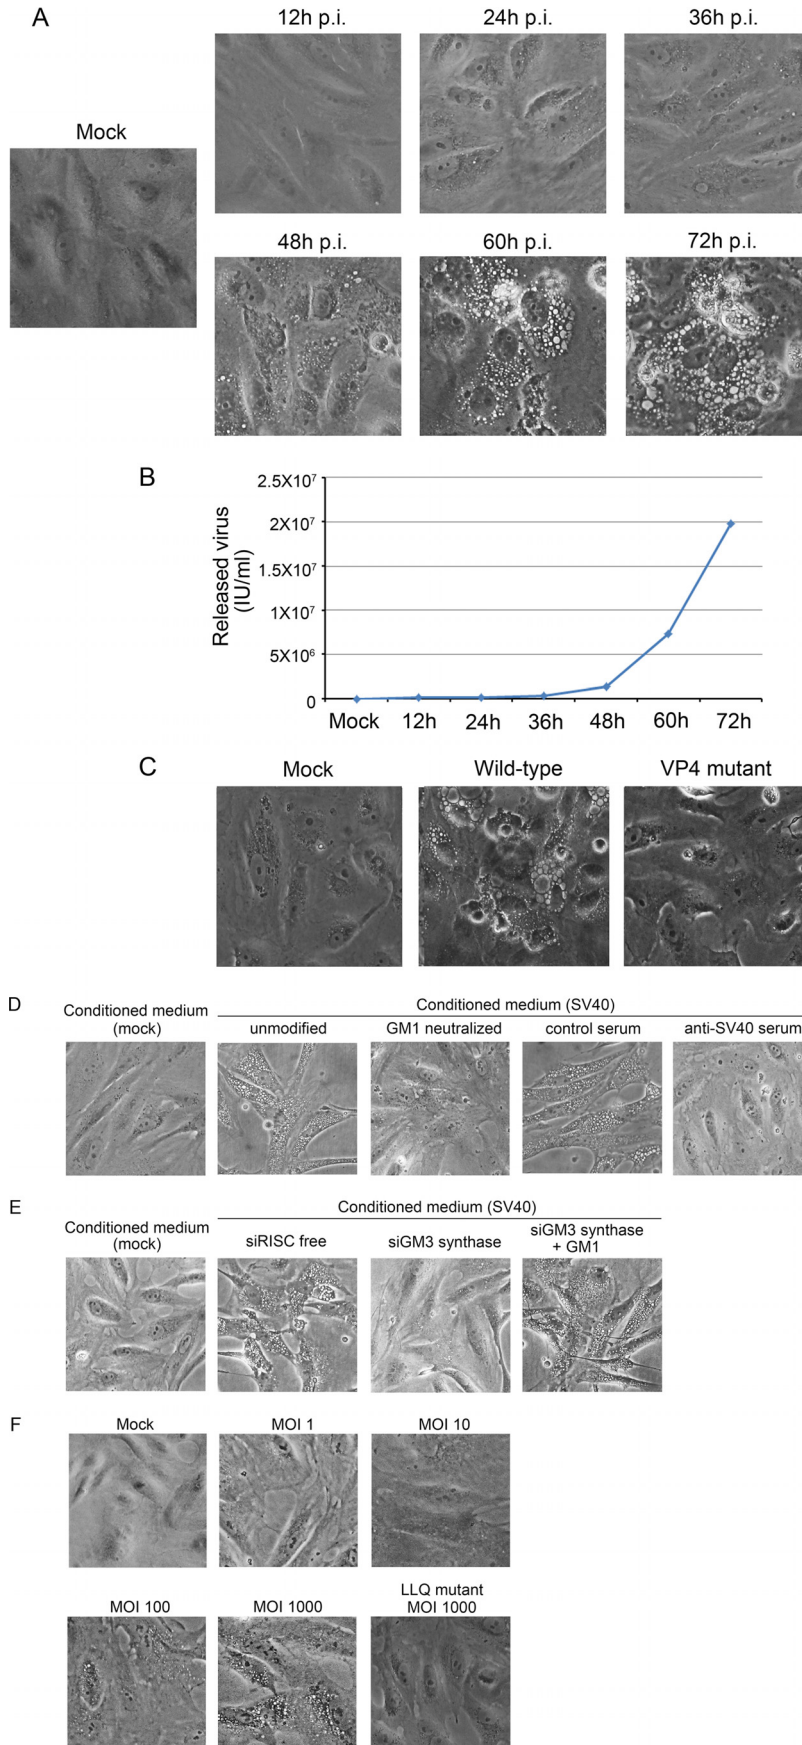 A
12h p.i.
24h p.i.
36h p.i.
Mock
48h p.i.
60h p.i.
72h p.i.
B
Released virus
(IU/ml)
2.5X10⁷
2X10⁷
1.5X10⁷
1X10⁷
5X10⁶
0
Mock 12h 24h 36h 48h 60h 72h
C
Mock
Wild-type
VP4 mutant
D
Conditioned medium
(mock)
Conditioned medium (SV40)
unmodified
GM1 neutralized
control serum
anti-SV40 serum
E
Conditioned medium
(mock)
Conditioned medium (SV40)
siRISC free
siGM3 synthase
siGM3 synthase
+ GM1
F
Mock
MOI 1
MOI 10
MOI 100
MOI 1000
LLQ mutant
MOI 1000